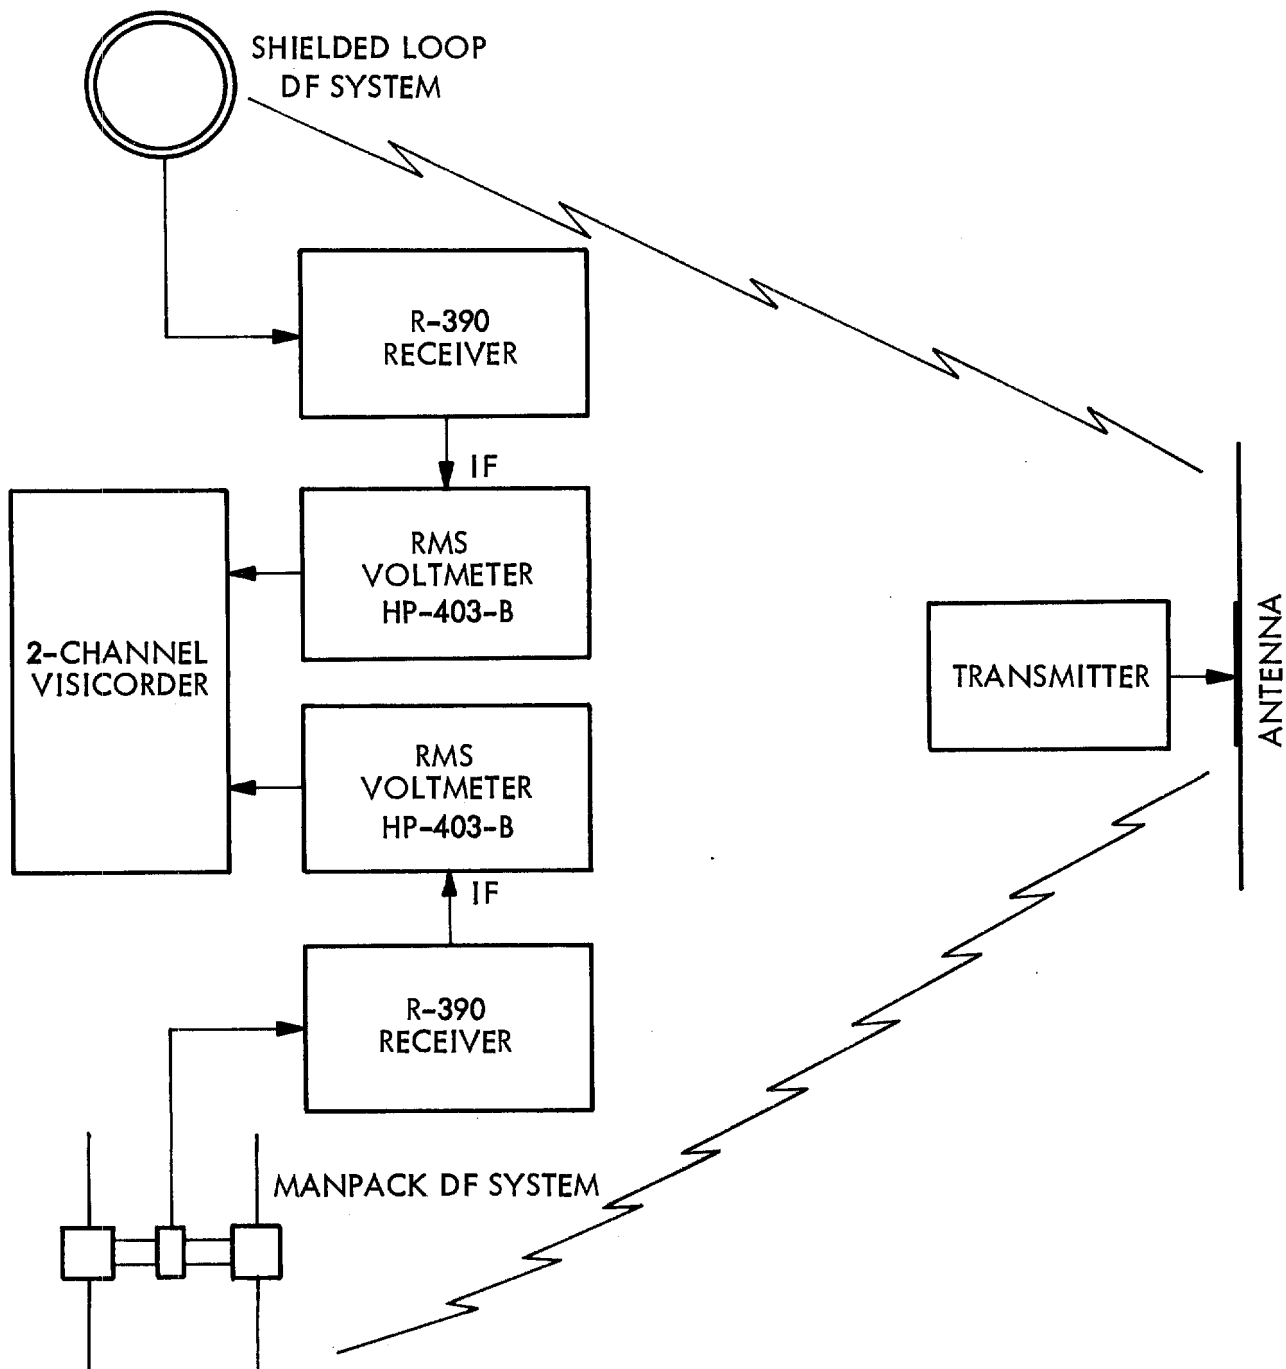 SHIELDED LOOP
DF SYSTEM
R-390
RECEIVER
IF
RMS
VOLTMETER
HP-403-B
2-CHANNEL
VISICORDER
TRANSMITTER
ANTENNA
RMS
VOLTMETER
HP-403-B
IF
R-390
RECEIVER
MANPACK DF SYSTEM